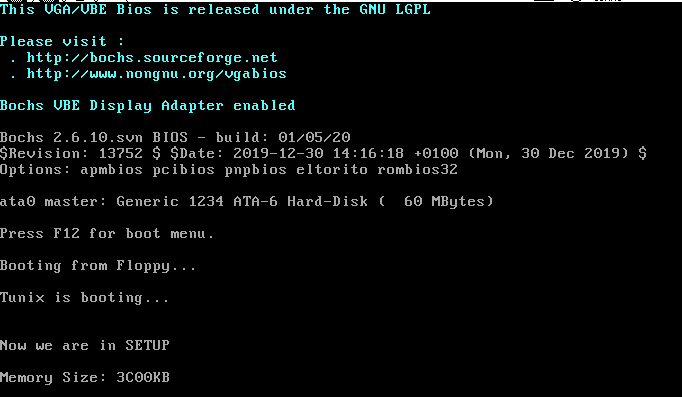 This VGA/VBE Bios is released under the GNU LGPL
Please visit :
. http://bochs.sourceforge.net
. http://www.nongnu.org/vgabios
Bochs VBE Display Adapter enabled
Bochs 2.6.10.svn BIOS - build: 01/05/20
$Revision: 13752 $ $Date: 2019-12-30 14:16:18 +0100 (Mon, 30 Dec 2019) $
Options: apmbios pcibios pnpbios eltorito rombios32
ata0 master: Generic 1234 ATA-6 Hard-Disk (  60 MBytes)
Press F12 for boot menu.
Booting from Floppy...
Tunix is booting...
Now we are in SETUP
Memory Size: 3C00KB